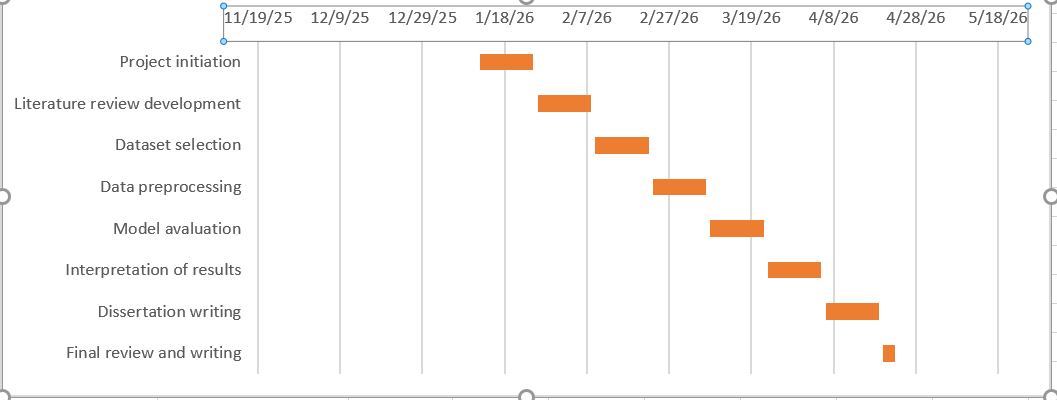 11/19/25 12/9/25 12/29/25 1/18/26 2/7/26 2/27/26 3/19/26 4/8/26 4/28/26 5/18/26
Project initiation
Literature review development
Dataset selection
Data preprocessing
Model avaluation
Interpretation of results
Dissertation writing
Final review and writing